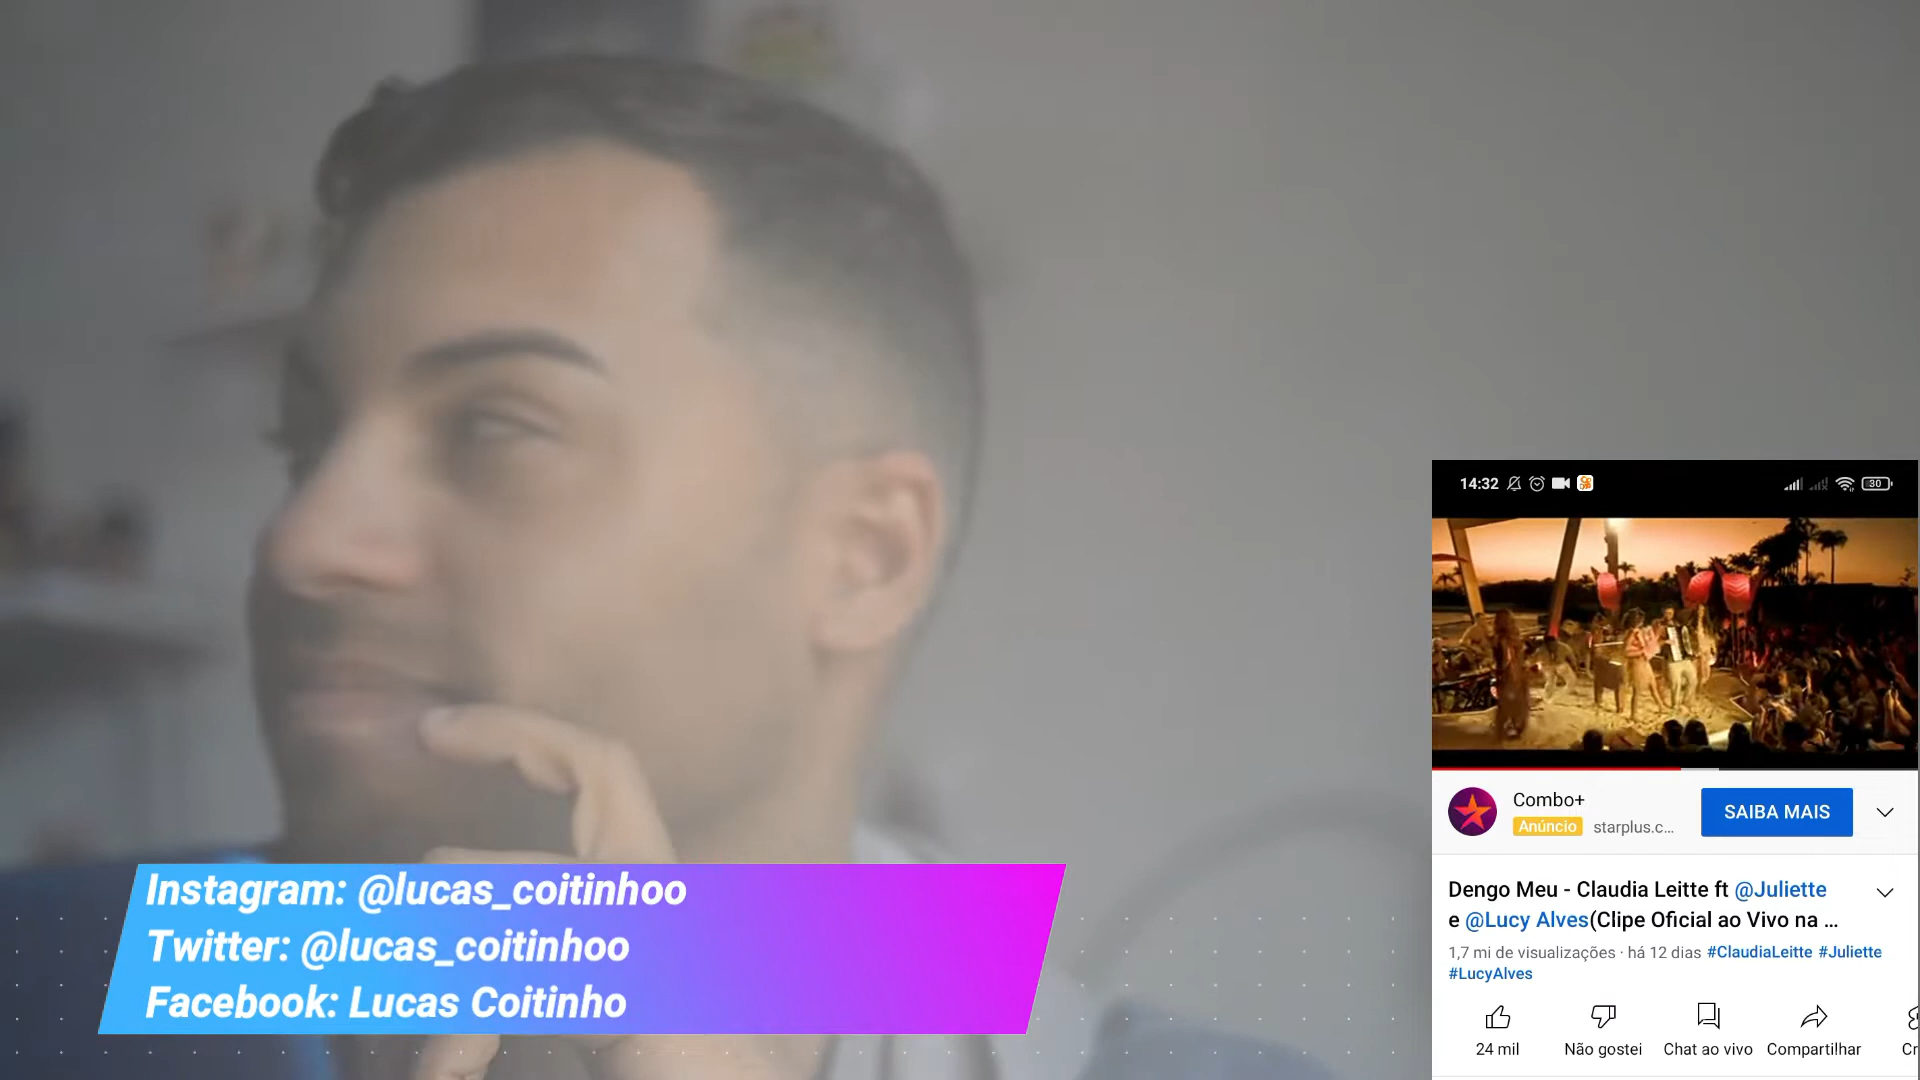 Instagram: @lucas_coitinhoo
Twitter: @lucas_coitinhoo
Facebook: Lucas Coitinho
14:32
30
Combo+
Anúncio starplus.c...
SAIBA MAIS
Dengo Meu - Claudia Leitte ft @Juliette
e @Lucy Alves(Clipe Oficial ao Vivo na ...
1,7 mi de visualizações · há 12 dias #ClaudiaLeitte #Juliette
#LucyAlves
24 mil Não gostei Chat ao vivo Compartilhar Cr